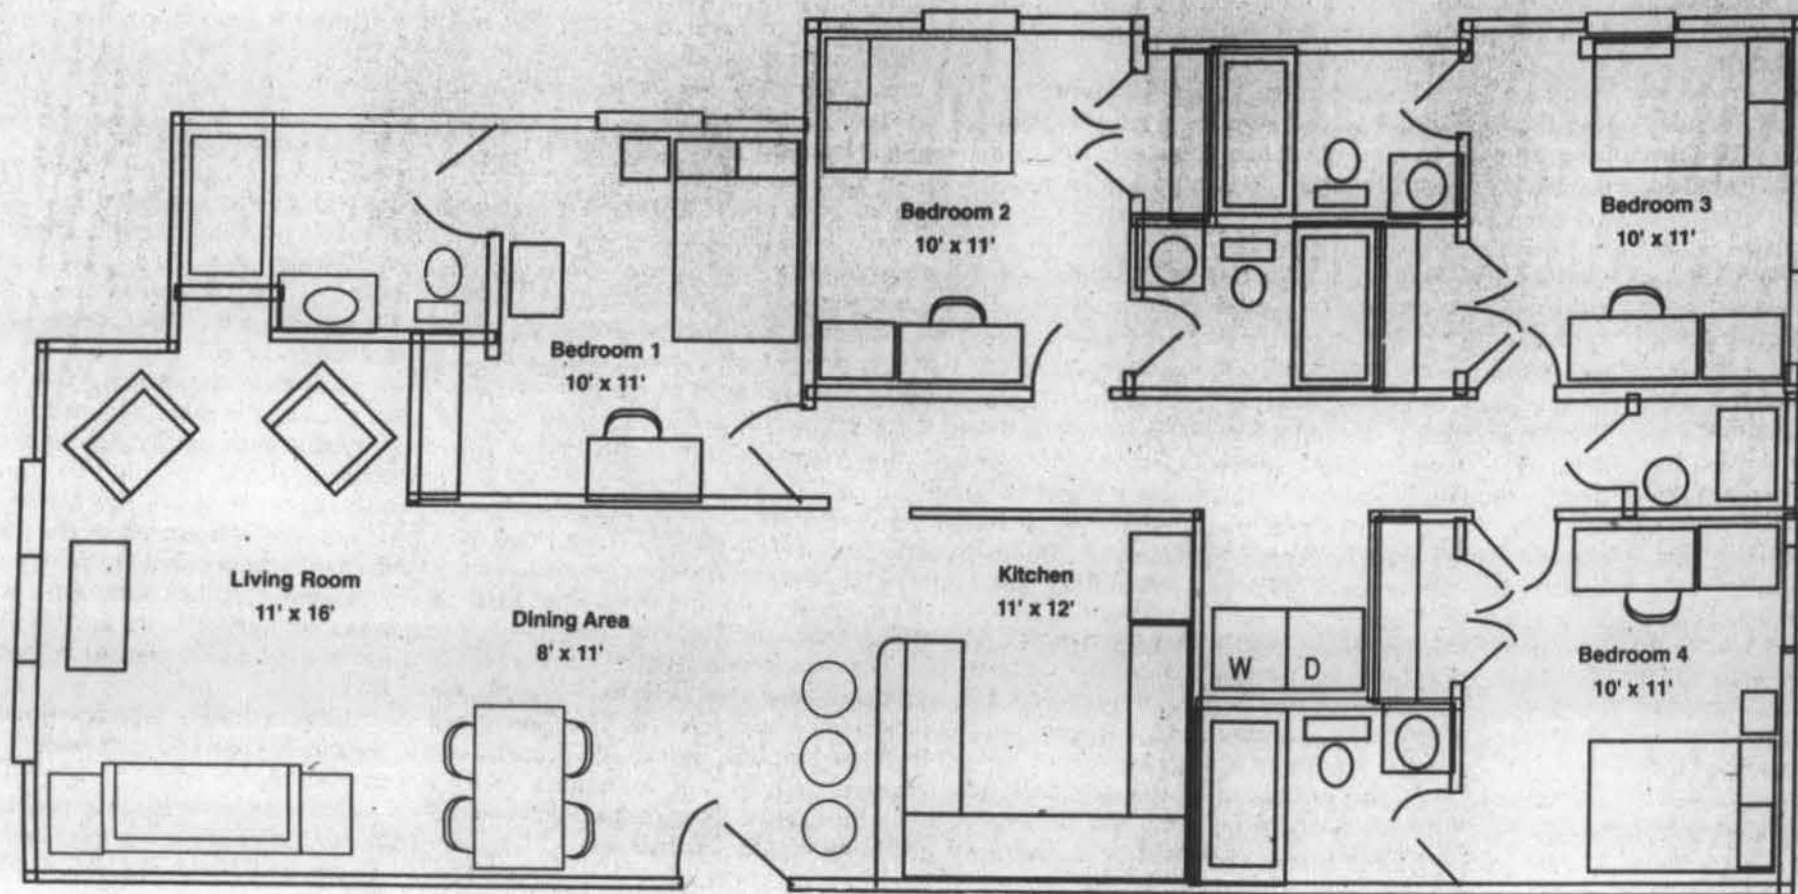 Bedroom 2
10' x 11'
Bedroom 3
10' x 11'
Bedroom 1
10' x 11'
Living Room
11' x 16'
Dining Area
8' x 11'
Kitchen
11' x 12'
W D
Bedroom 4
10' x 11'